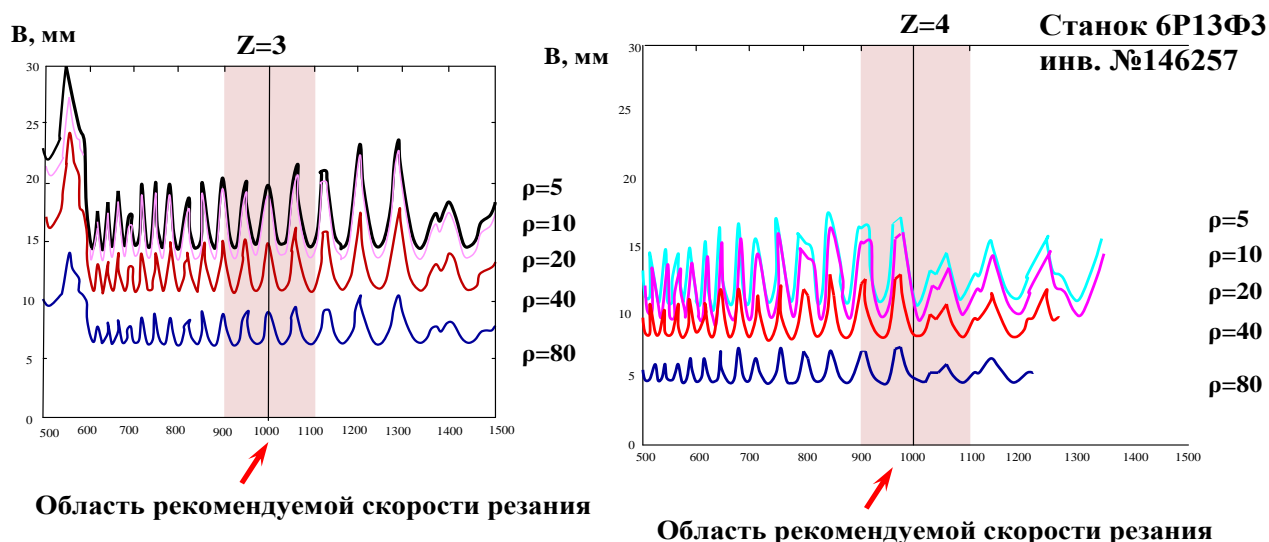 Z=3
В, мм
30
25
20
15
10
5
0
500 600 700 800 900 1000 1100 1200 1300 1400 1500
ρ=5
ρ=10
ρ=20
ρ=40
ρ=80
Область рекомендуемой скорости резания
Z=4
Станок 6Р13Ф3
инв. №146257
В, мм
30
25
20
15
10
5
0
500 600 700 800 900 1000 1100 1200 1300 1400 1500
ρ=5
ρ=10
ρ=20
ρ=40
ρ=80
Область рекомендуемой скорости резания